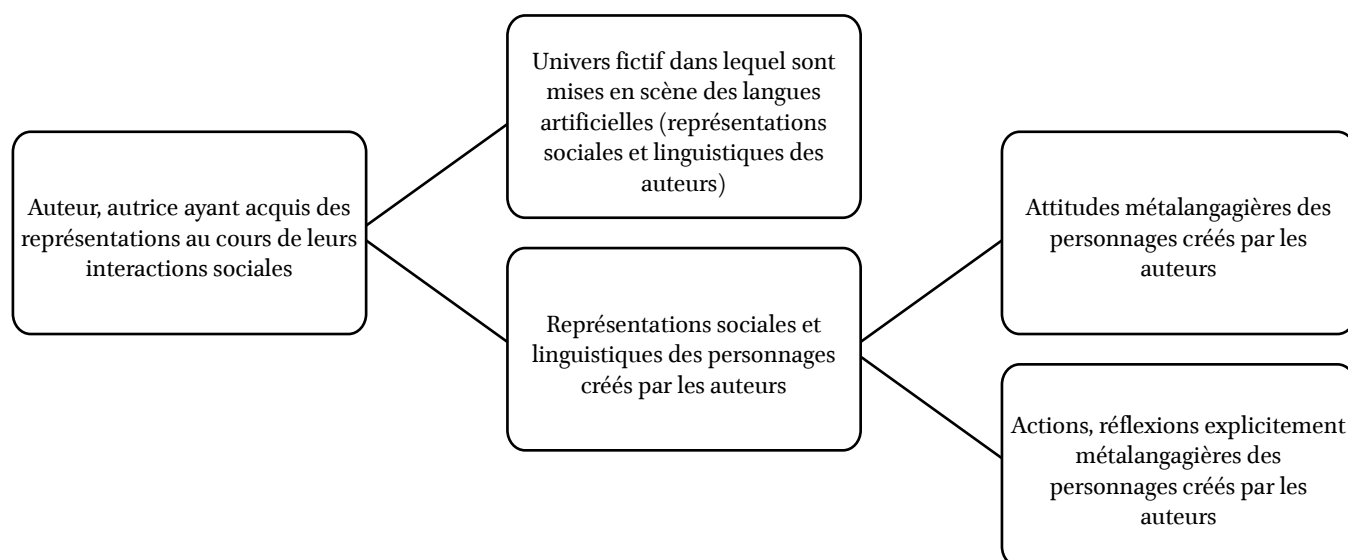 Auteur, autrice ayant acquis des
représentations au cours de leurs
interactions sociales
Univers fictif dans lequel sont
mises en scène des langues
artificielles (représentations
sociales et linguistiques des
auteurs)
Représentations sociales et
linguistiques des personnages
créés par les auteurs
Attitudes métalangagières des
personnages créés par les
auteurs
Actions, réflexions explicitement
métalangagières des
personnages créés par les
auteurs